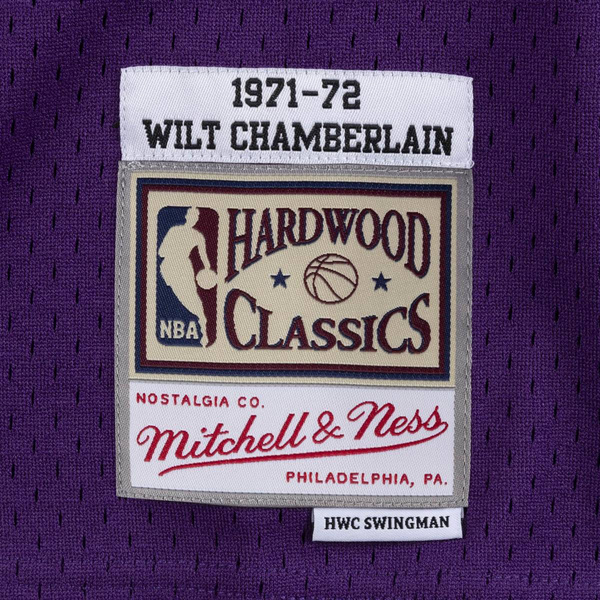 1971-72
WILT CHAMBERLAIN
HARDWOOD
NBA
CLASSICS
NOSTALGIA CO.
Mitchell & Ness
PHILADELPHIA, PA.
HWC SWINGMAN